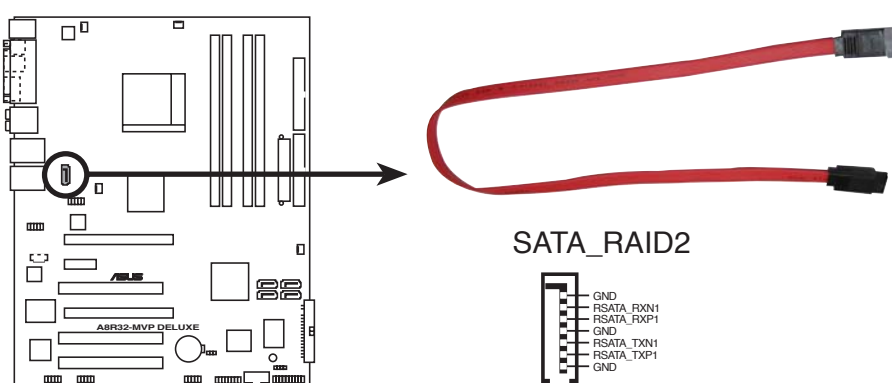 SATA_RAID2
GND
RSATA_RXN1
RSATA_RXP1
GND
RSATA_TXN1
RSATA_TXP1
GND
ASUS
A8R32-MVP DELUXE